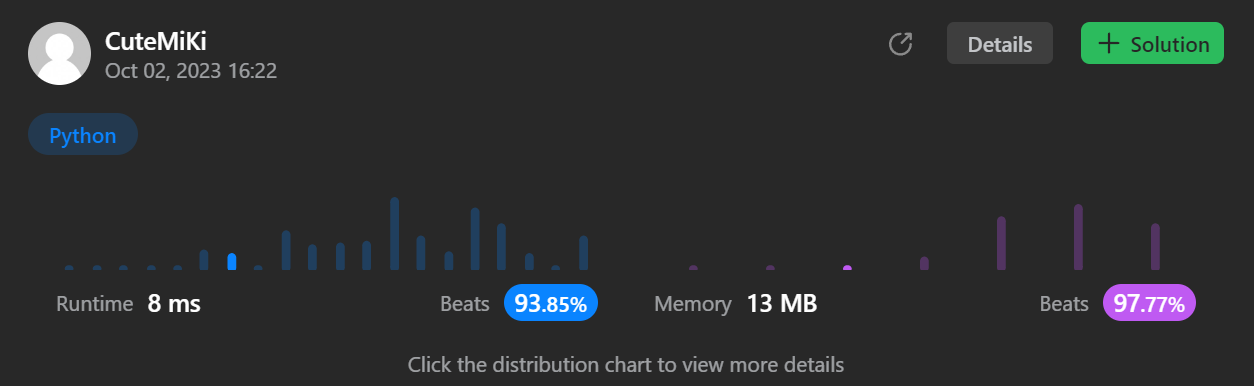 CuteMiKi
Oct 02, 2023 16:22
Details
Solution
Python
Runtime 8 ms Beats 93.85% Memory 13 MB Beats 97.77%
Click the distribution chart to view more details